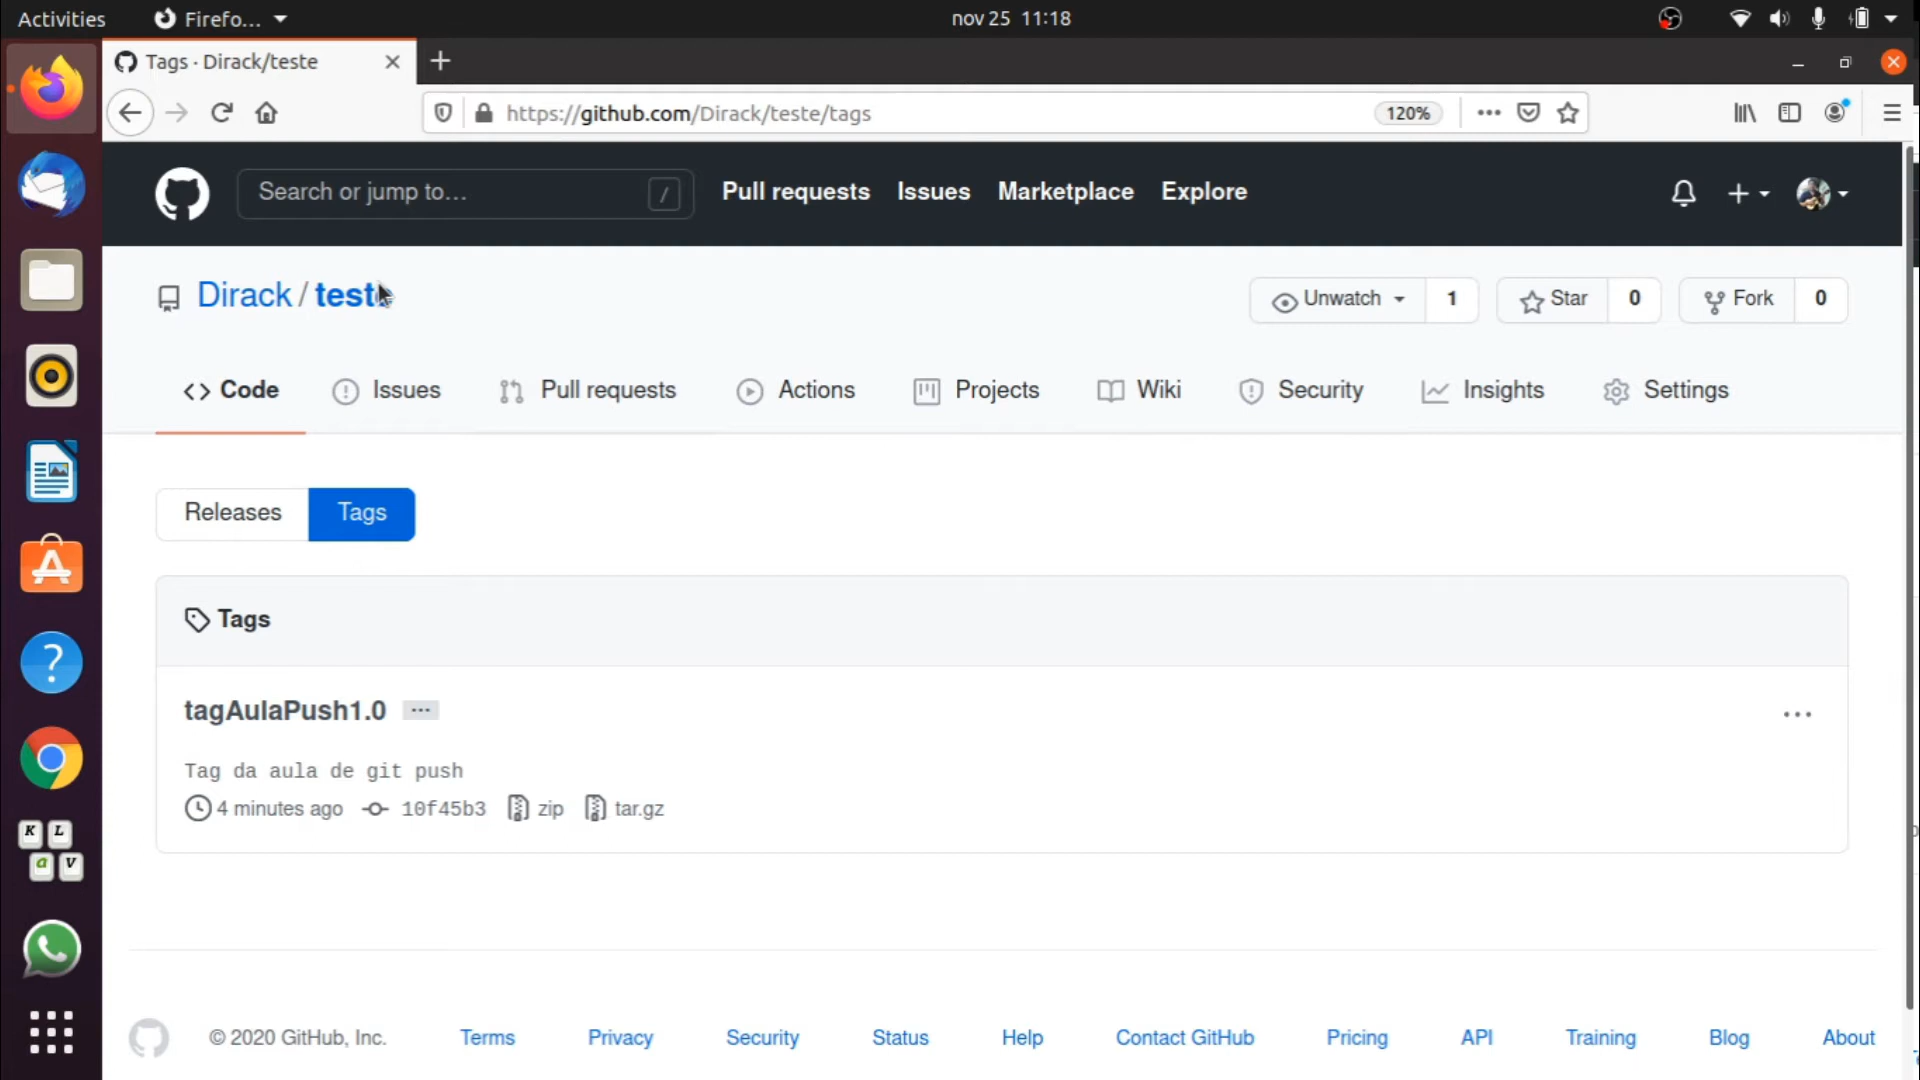 Activities
Firefo...
nov 25 11:18
Tags · Dirack/teste
https://github.com/Dirack/teste/tags
120%
Search or jump to...
/
Pull requests
Issues
Marketplace
Explore
Dirack / teste
Unwatch
1
Star
0
Fork
0
Code
Issues
Pull requests
Actions
Projects
Wiki
Security
Insights
Settings
Releases
Tags
Tags
tagAulaPush1.0
Tag da aula de git push
4 minutes ago
10f45b3
zip
tar.gz
K L
a V
© 2020 GitHub, Inc.
Terms
Privacy
Security
Status
Help
Contact GitHub
Pricing
API
Training
Blog
About